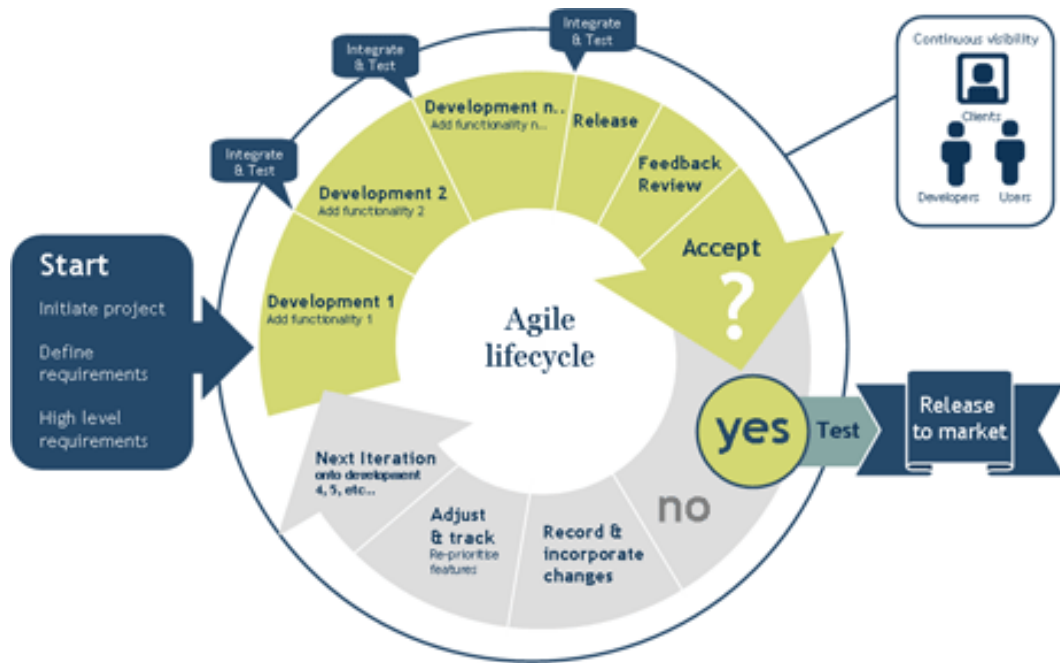 Start
Initiate project
Define
requirements
High level
requirements
Integrate
& Test
Integrate
& Test
Integrate
& Test
Development 1
Add functionality 1
Development 2
Add functionality 2
Development n..
Add functionality n...
Release
Feedback
Review
Accept
?
Agile
lifecycle
yes
Test
Release
to market
no
Record &
incorporate
changes
Adjust
& track
Re-prioritise
features
Next Iteration
onto development
4, 5, etc...
Continuous visibility
Clients
Developers
Users